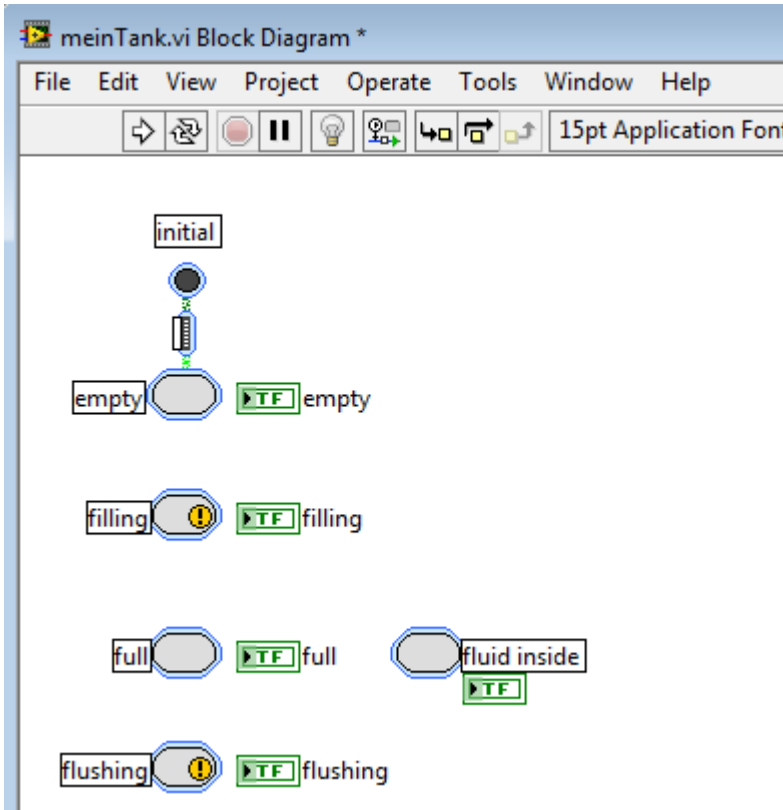 meinTank.vi Block Diagram *
File Edit View Project Operate Tools Window Help
15pt Application Font
initial
empty TF empty
filling ! TF filling
full TF full fluid inside
TF
flushing ! TF flushing